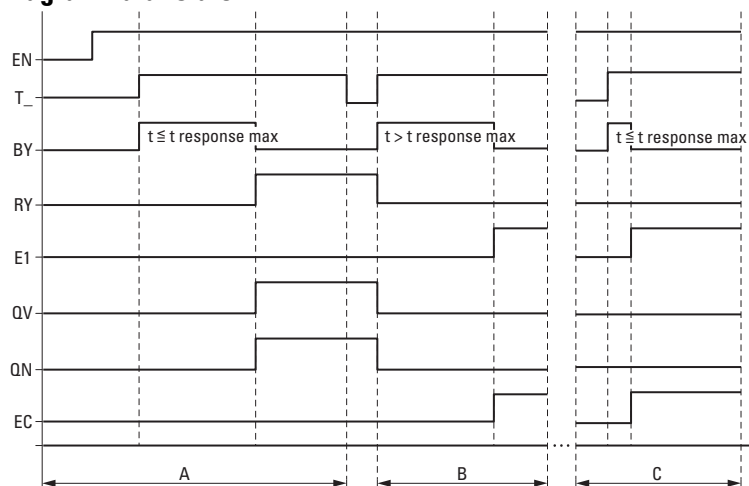 EN
T_
BY
t ≦ t response max
t > t response max
t ≦ t response max
RY
E1
QV
QN
EC
...
A
B
C